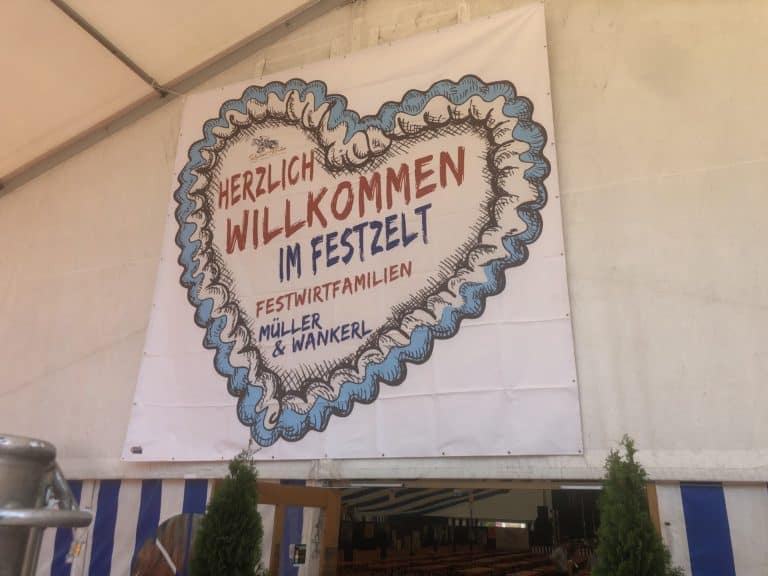 HERZLICH
WILLKOMMEN
IM FESTZELT
FESTWIRTFAMILIEN
MÜLLER
& WANKERL